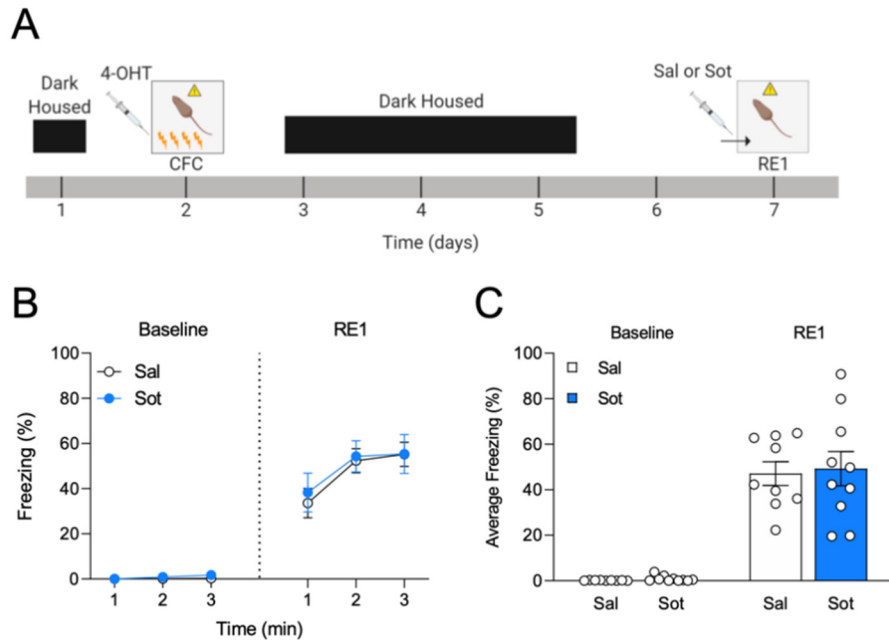 A
Dark
Housed
4-OHT
CFC
Dark Housed
Sal or Sot
RE1
1 2 3 4 5 6 7
Time (days)
B
Baseline RE1
100
80
60
40
20
0
Freezing (%)
Sal
Sot
1 2 3 1 2 3
Time (min)
C
Baseline RE1
100
80
60
40
20
0
Average Freezing (%)
Sal
Sot
Sal Sot Sal Sot